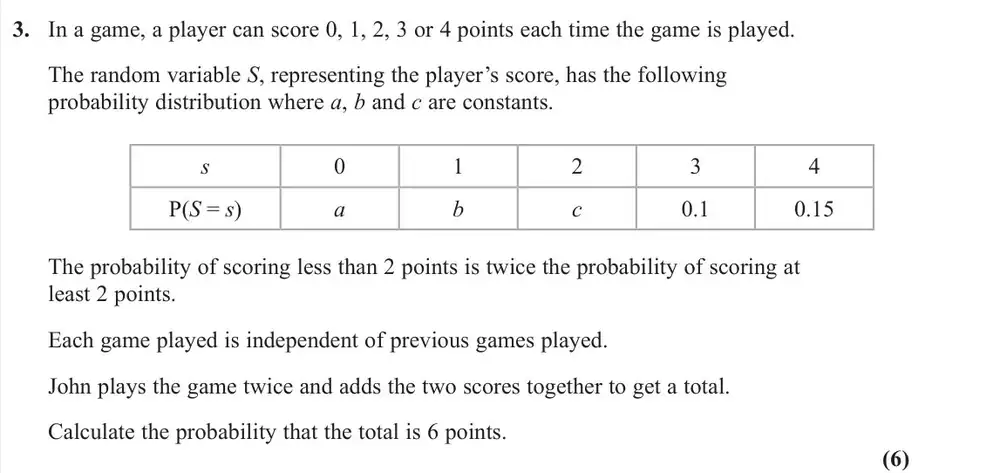 3. In a game, a player can score 0, 1, 2, 3 or 4 points each time the game is played.
The random variable S, representing the player's score, has the following
probability distribution where a, b and c are constants.
s 0 1 2 3 4
P(S = s) a b c 0.1 0.15
The probability of scoring less than 2 points is twice the probability of scoring at
least 2 points.
Each game played is independent of previous games played.
John plays the game twice and adds the two scores together to get a total.
Calculate the probability that the total is 6 points.
(6)